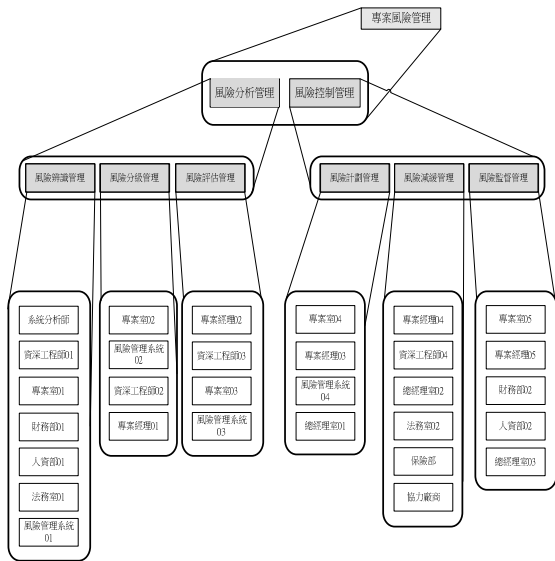 專案風險管理
風險分析管理
風險控制管理
風險辨識管理
風險分級管理
風險評估管理
風險計劃管理
風險減緩管理
風險監督管理
系統分析師
資深工程師01
專案室01
財務部01
人資部01
法務室01
風險管理系統
01
專案室02
風險管理系統
02
資深工程師02
專案經理01
專案經理02
資深工程師03
專案室03
風險管理系統
03
專案室04
專案經理03
風險管理系統
04
總經理室01
專案經理04
資深工程師04
總經理室02
法務室02
保險部
協力廠商
專案室05
專案經理05
財務部02
人資部02
總經理室03